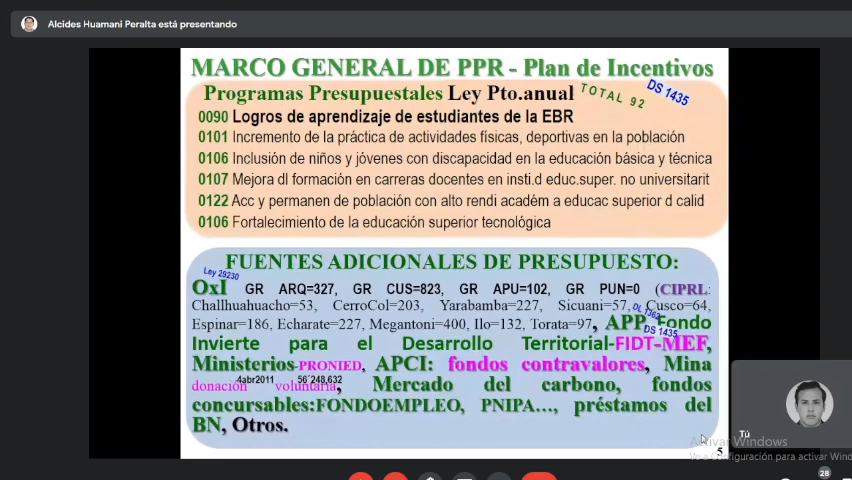 Alcides Huamani Peralta está presentando
MARCO GENERAL DE PPR - Plan de Incentivos
Programas Presupuestales Ley Pto.anual TOTAL 92 DS 1435
0090 Logros de aprendizaje de estudiantes de la EBR
0101 Incremento de la práctica de actividades físicas, deportivas en la población
0106 Inclusión de niños y jóvenes con discapacidad en la educación básica y técnica
0107 Mejora dl formación en carreras docentes en insti.d educ.super. no universitarit
0122 Acc y permanen de población con alto rendi académ a educac superior d calid
0106 Fortalecimiento de la educación superior tecnológica
FUENTES ADICIONALES DE PRESUPUESTO:
Ley 29230
OxI GR ARQ=327, GR CUS=823, GR APU=102, GR PUN=0 (CIPRL:
Challhuahuacho=53, CerroCol=203, Yarabamba=227, Sicuani=57, Cusco=64,
DL 1362
Espinar=186, Echarate=227, Megantoni=400, Ilo=132, Torata=97, APP Fondo
DS 1435
Invierte para el Desarrollo Territorial-FIDT-MEF,
Ministerios-PRONIED, APCI: fondos contravalores, Mina
4abr2011 56´248,632
donación voluntaria, Mercado del carbono, fondos
concursables:FONDOEMPLEO, PNIPA…, préstamos del
BN, Otros.
Tú
Activar Windows
5
Ve a Configuración para activar Wind
28